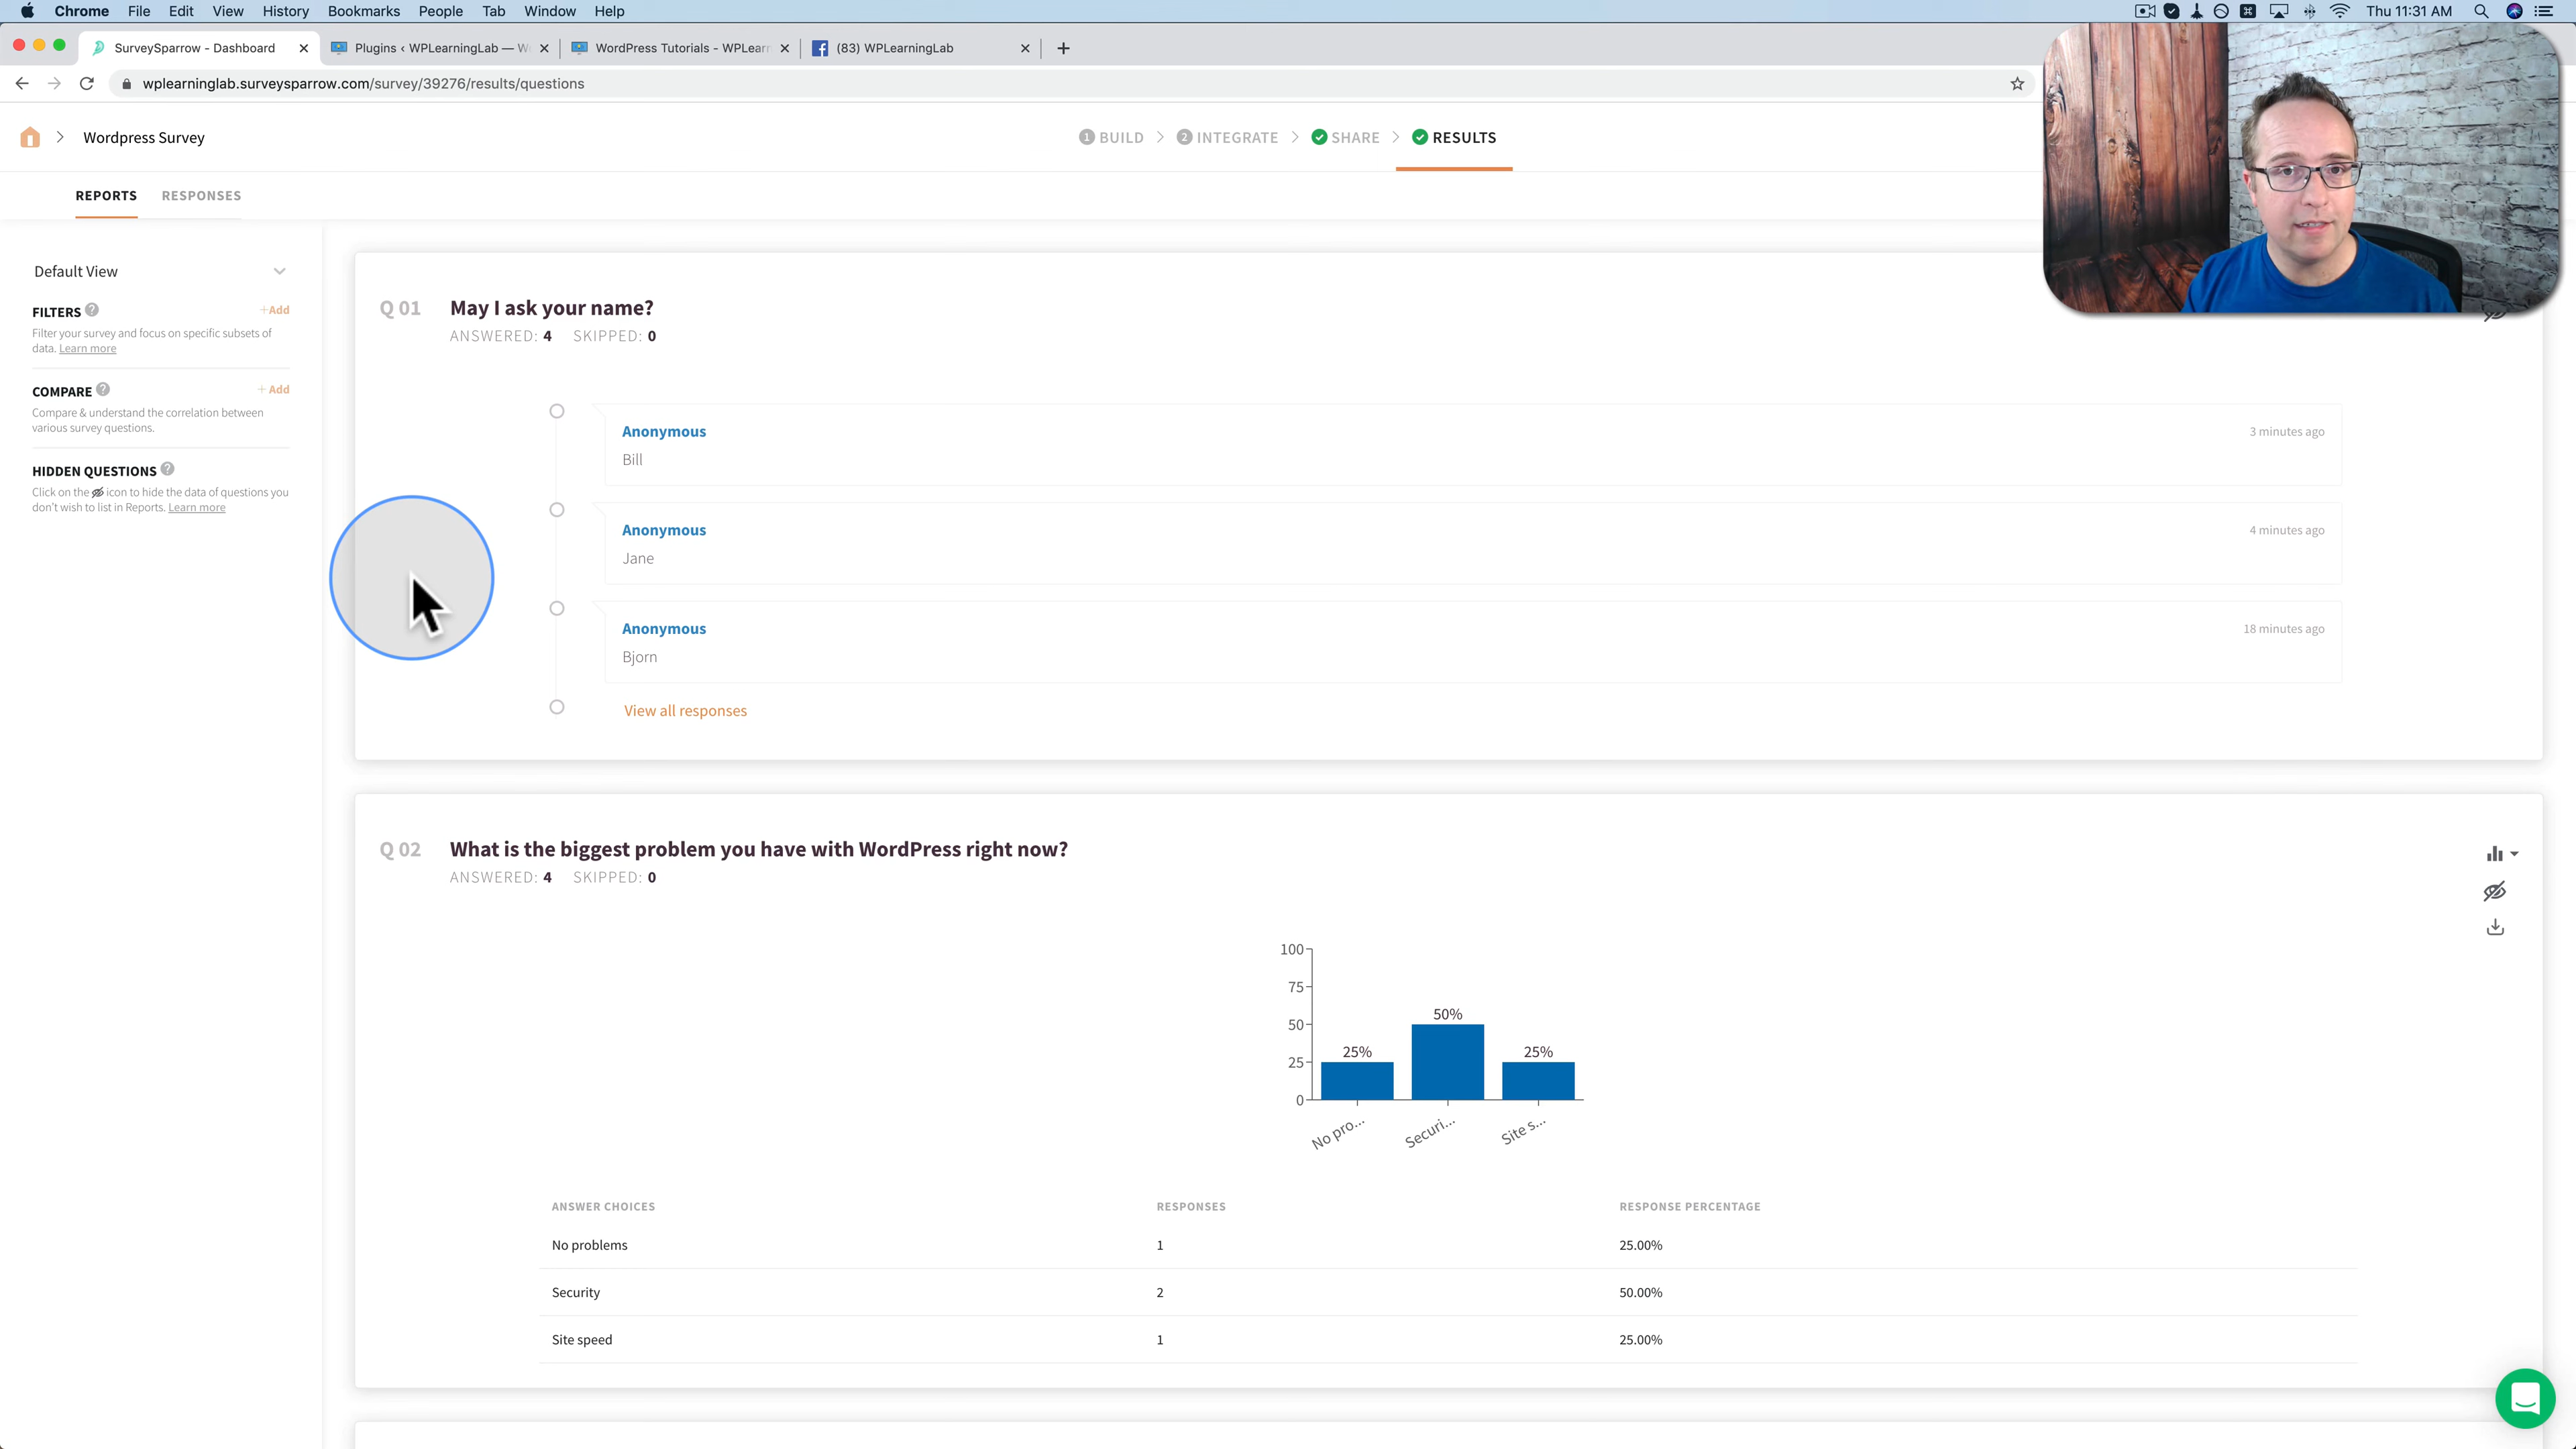 Chrome File Edit View History Bookmarks People Tab Window Help
Thu 11:31 AM
SurveySparrow - Dashboard
Plugins ‹ WPLearningLab — W
WordPress Tutorials - WPLearn
(83) WPLearningLab
wplearninglab.surveysparrow.com/survey/39276/results/questions
Wordpress Survey
1 BUILD
2 INTEGRATE
SHARE
RESULTS
REPORTS
RESPONSES
Default View
FILTERS ? +Add
Filter your survey and focus on specific subsets of
data. Learn more
COMPARE ? + Add
Compare & understand the correlation between
various survey questions.
HIDDEN QUESTIONS ?
Click on the icon to hide the data of questions you
don't wish to list in Reports. Learn more
Q 01 May I ask your name?
ANSWERED: 4 SKIPPED: 0
Anonymous 3 minutes ago
Bill
Anonymous 4 minutes ago
Jane
Anonymous 18 minutes ago
Bjorn
View all responses
Q 02 What is the biggest problem you have with WordPress right now?
ANSWERED: 4 SKIPPED: 0
100
75
50
25
0
25%
50%
25%
No pro...
Securi...
Site s...
ANSWER CHOICES RESPONSES RESPONSE PERCENTAGE
No problems 1 25.00%
Security 2 50.00%
Site speed 1 25.00%